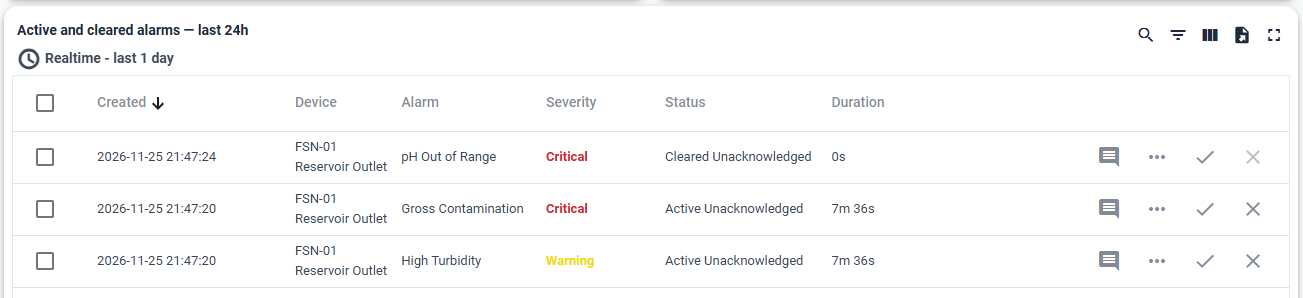 Active and cleared alarms — last 24h
Realtime - last 1 day
Created Device Alarm Severity Status Duration
2026-11-25 21:47:24 FSN-01 Reservoir Outlet pH Out of Range Critical Cleared Unacknowledged 0s
2026-11-25 21:47:20 FSN-01 Reservoir Outlet Gross Contamination Critical Active Unacknowledged 7m 36s
2026-11-25 21:47:20 FSN-01 Reservoir Outlet High Turbidity Warning Active Unacknowledged 7m 36s